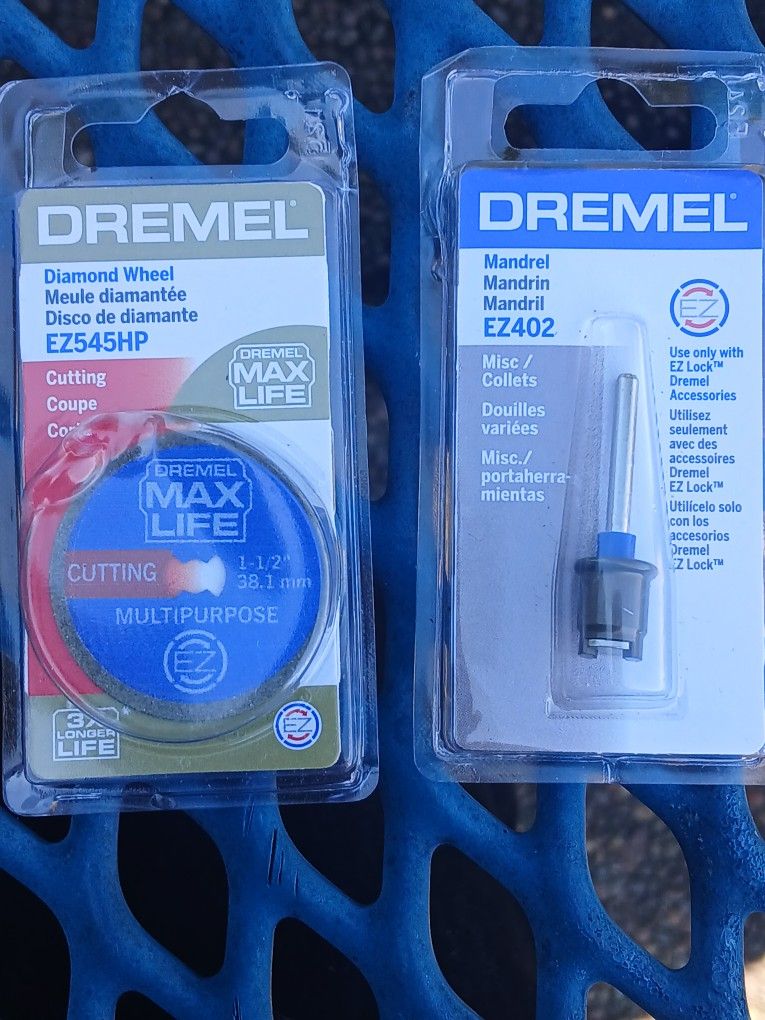 DREMEL
Diamond Wheel
Meule diamantée
Disco de diamante
EZ545HP
Cutting
Coupe
DREMEL
MAX
LIFE
DREMEL
MAX
LIFE
CUTTING
1-1/2"
38.1 mm
MULTIPURPOSE
EZ
3X
LONGER
LIFE
*
EZ
DREMEL®
Mandrel
Mandrin
Mandril
EZ402
EZ
Misc /
Collets
Douilles
variées
Misc./
portaherra-
mientas
Use only with
EZ Lock™
Dremel
Accessories
Utilisez
seulement
avec des
accessoires
Dremel
EZ Lock™
Utilícelo solo
con los
accesorios
Dremel
EZ Lock™